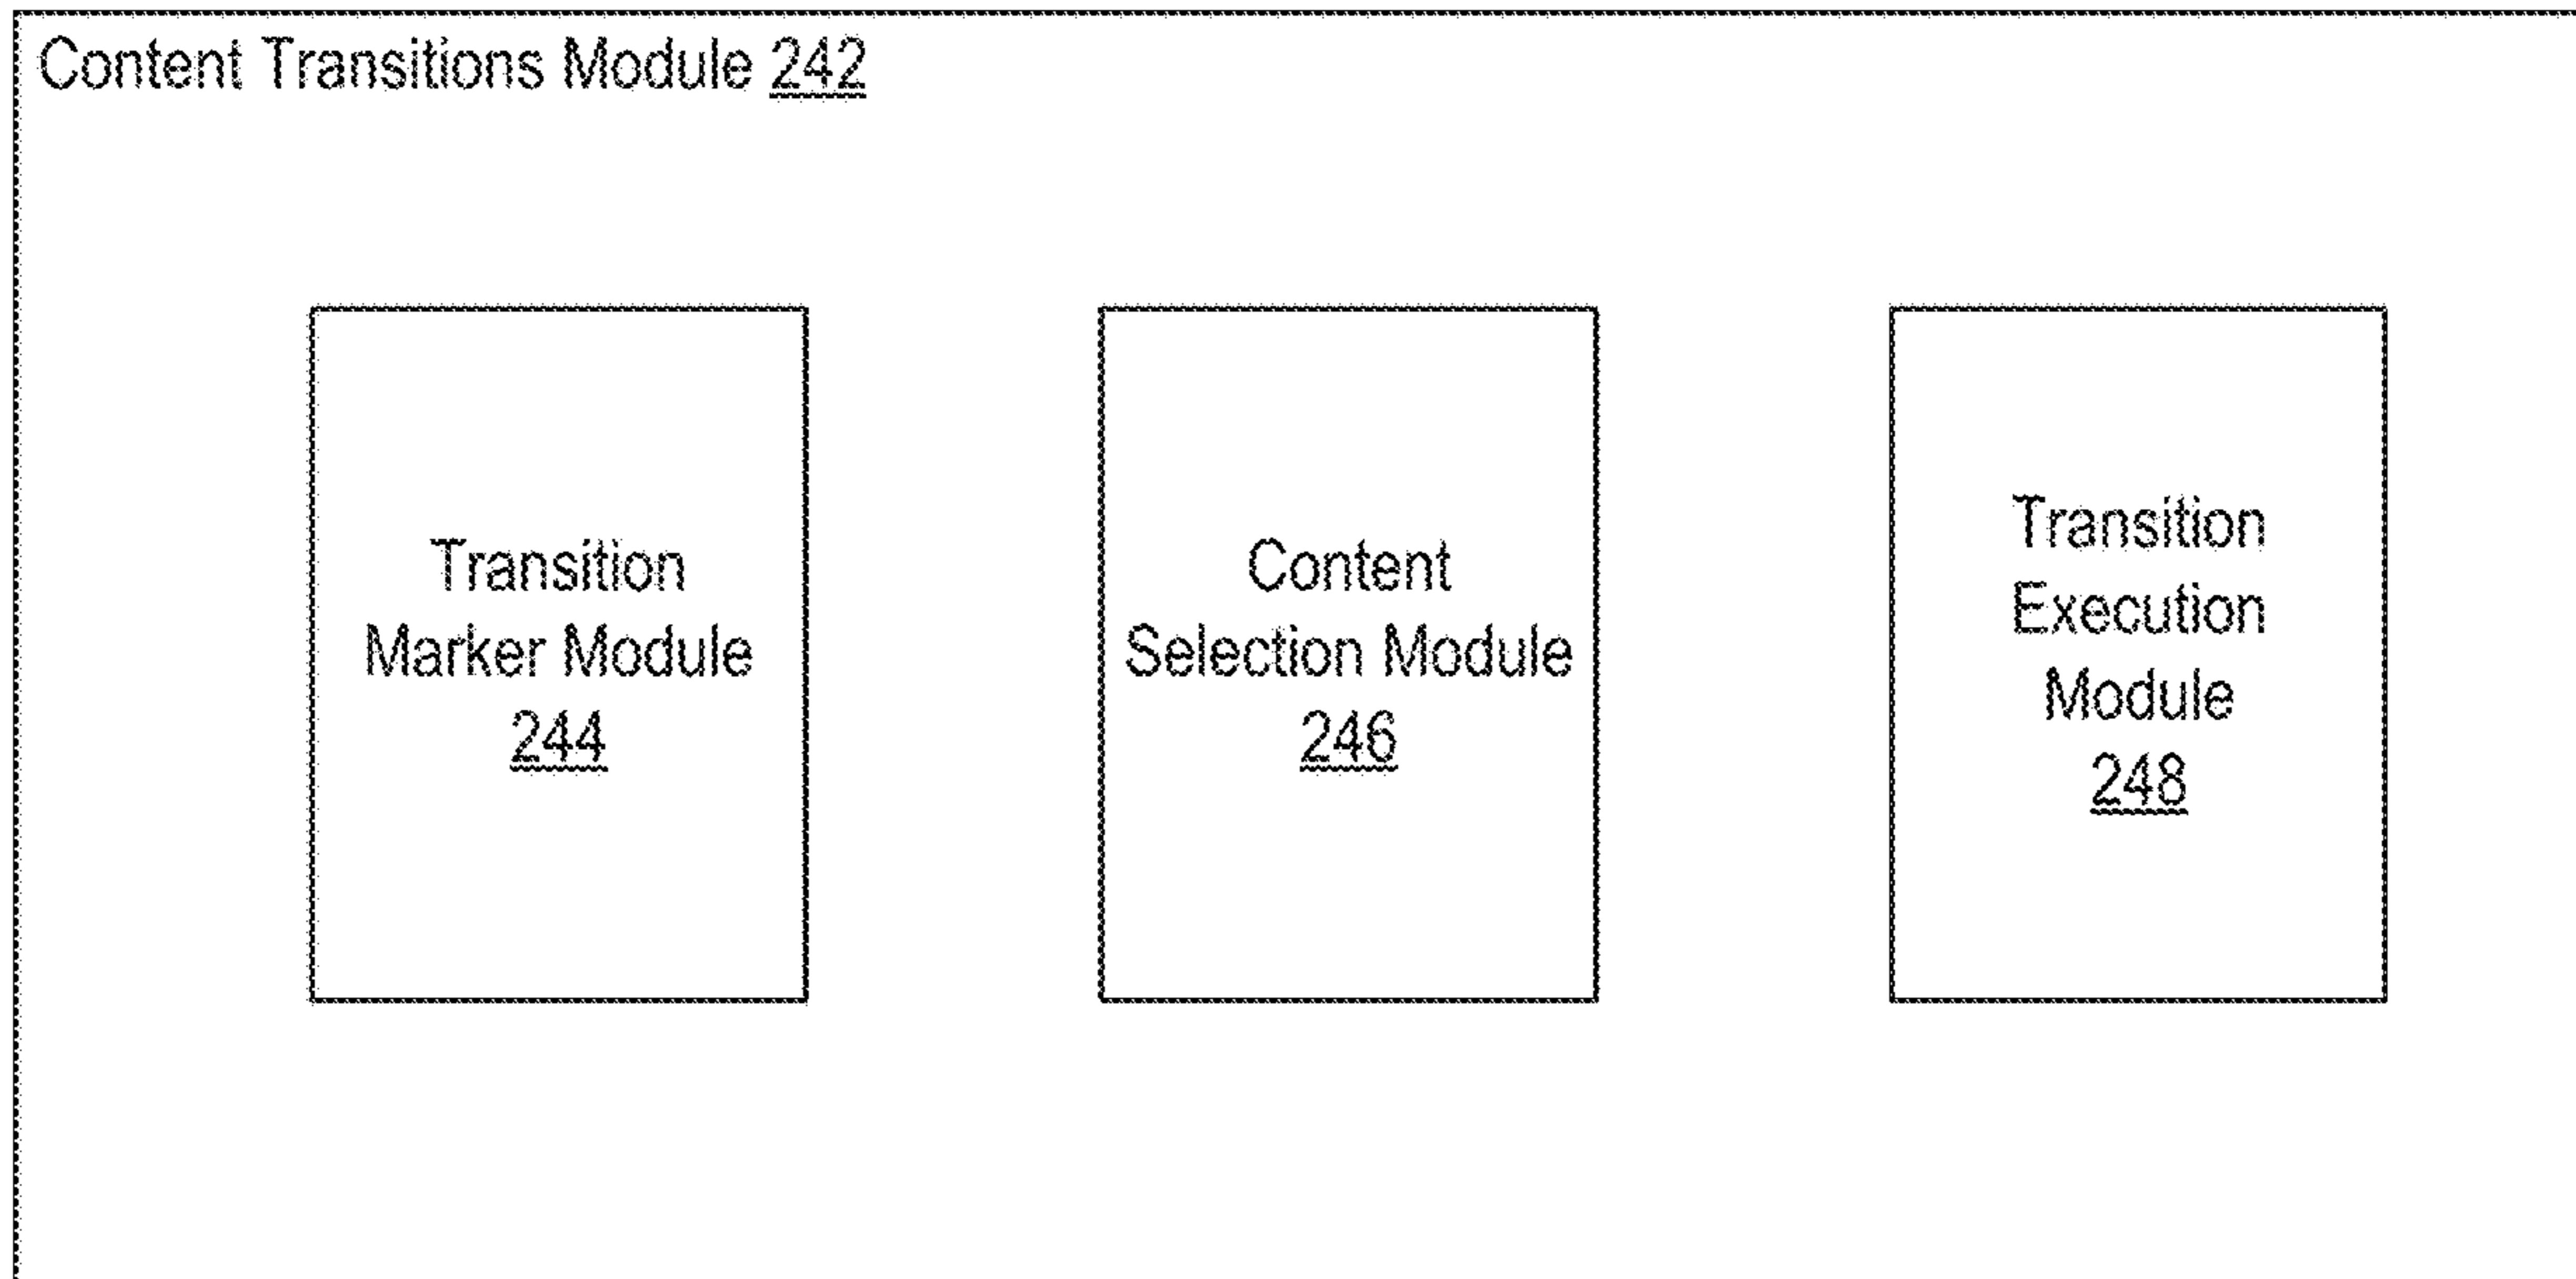 Content Transitions Module 242
Transition
Marker Module
244
Content
Selection Module
246
Transition
Execution
Module
248